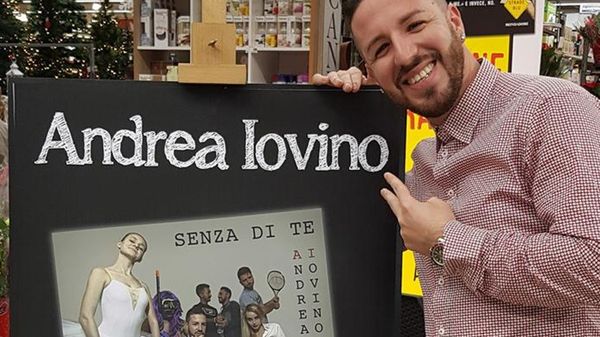 Andrea Iovino
SENZA DI TE
ANDREA
IOVINO